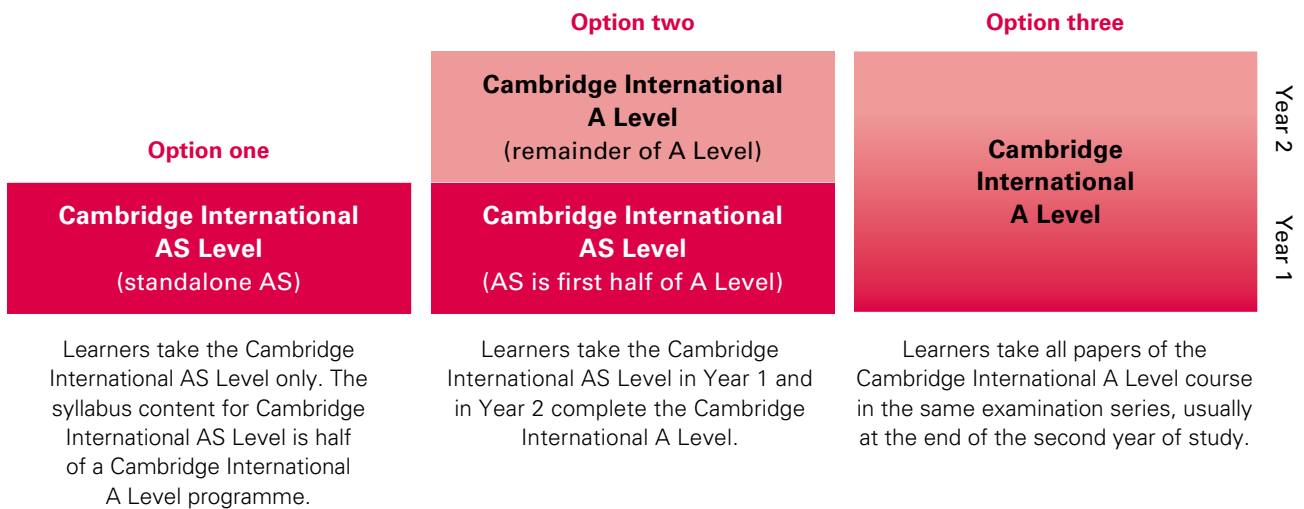 Option one
Cambridge International
AS Level
(standalone AS)
Learners take the Cambridge
International AS Level only. The
syllabus content for Cambridge
International AS Level is half
of a Cambridge International
A Level programme.
Option two
Cambridge International
A Level
(remainder of A Level)
Cambridge International
AS Level
(AS is first half of A Level)
Learners take the Cambridge
International AS Level in Year 1 and
in Year 2 complete the Cambridge
International A Level.
Option three
Cambridge
International
A Level
Learners take all papers of the
Cambridge International A Level course
in the same examination series, usually
at the end of the second year of study.
Year 2
Year 1